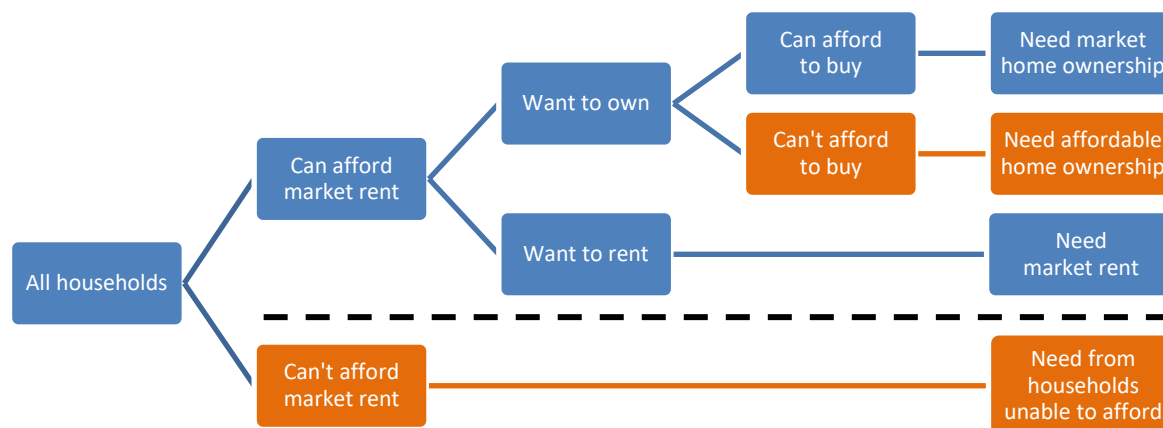 Can afford
to buy
Need market
home ownership
Want to own
Can't afford
to buy
Need affordable
home ownership
Can afford
market rent
Want to rent
Need
market rent
All households
Can't afford
market rent
Need from
households
unable to afford